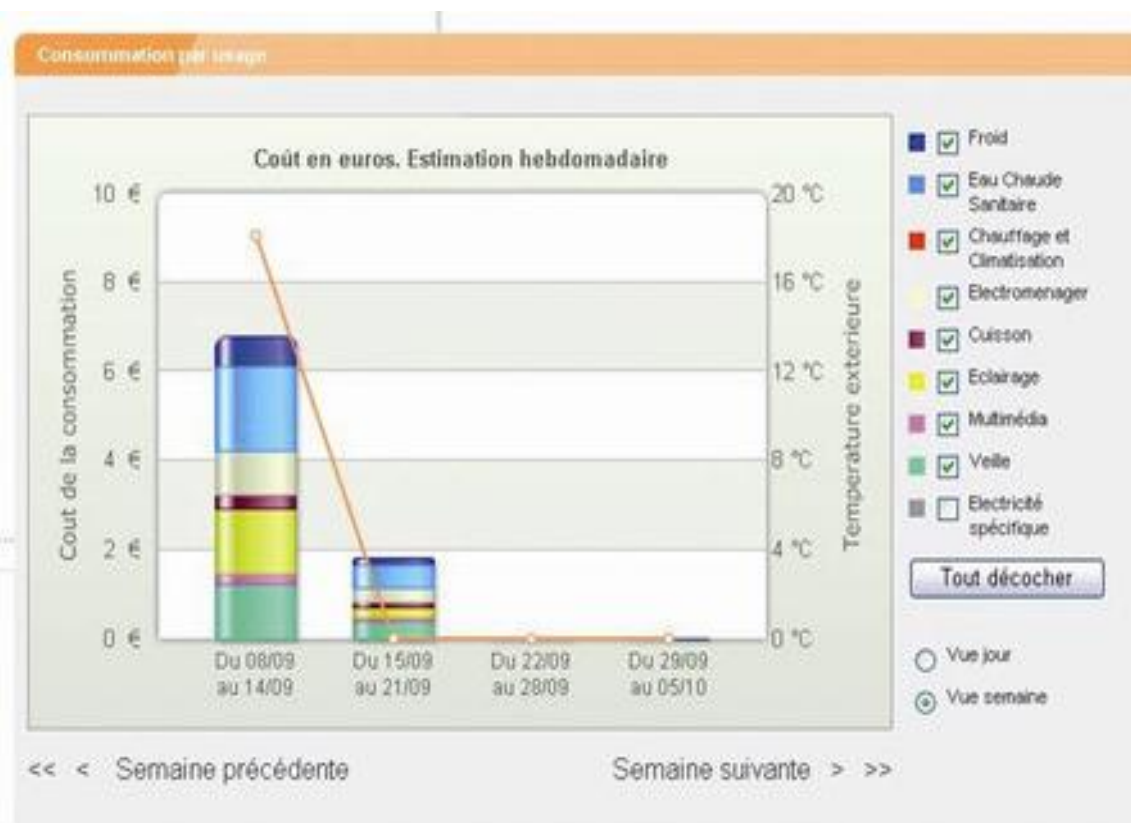 Consommation par usage
Coût en euros. Estimation hebdomadaire
10 €
8 €
6 €
4 €
2 €
0 €
Cout de la consommation
20 °C
16 °C
12 °C
8 °C
4 °C
0 °C
Temperature exterieure
Du 08/09
au 14/09
Du 15/09
au 21/09
Du 22/09
au 28/09
Du 29/09
au 05/10
Froid
Eau Chaude
Sanitaire
Chauffage et
Climatisation
Electromenager
Cuisson
Eclairage
Multimédia
Veille
Electricité
spécifique
Tout décocher
Vue jour
Vue semaine
<< < Semaine précédente
Semaine suivante > >>